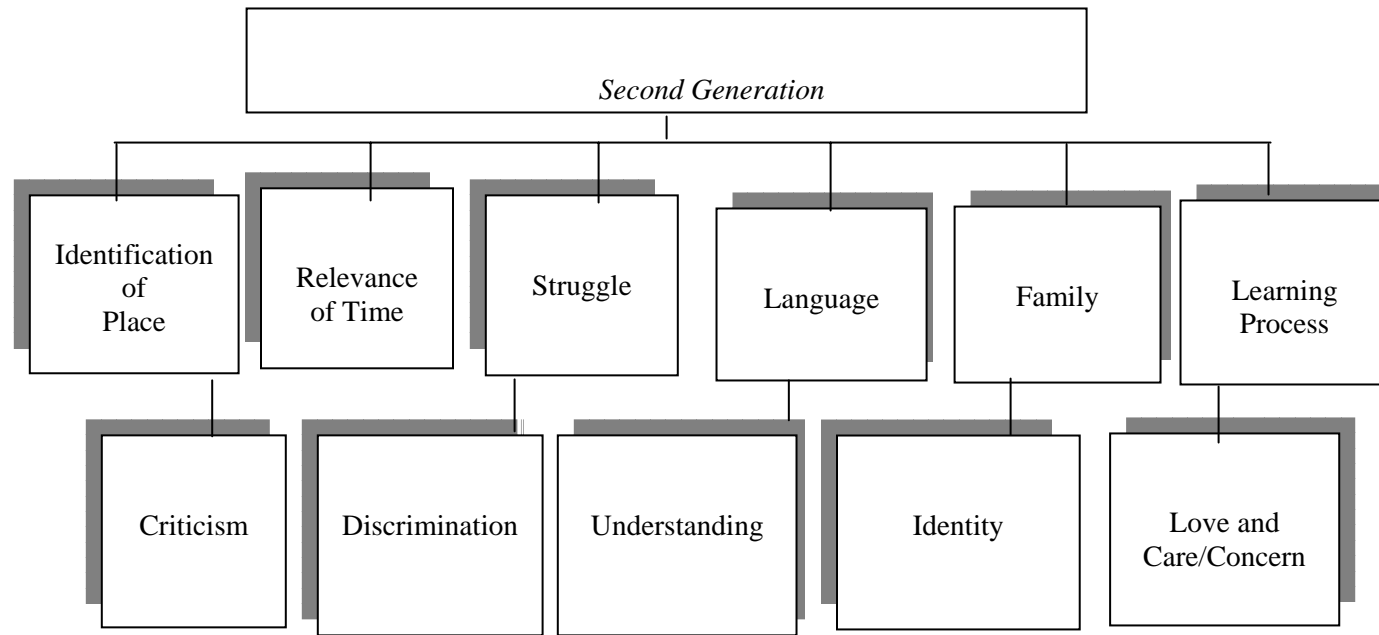 Second Generation
Identification
of
Place
Relevance
of Time
Struggle
Language
Family
Learning
Process
Criticism
Discrimination
Understanding
Identity
Love and
Care/Concern